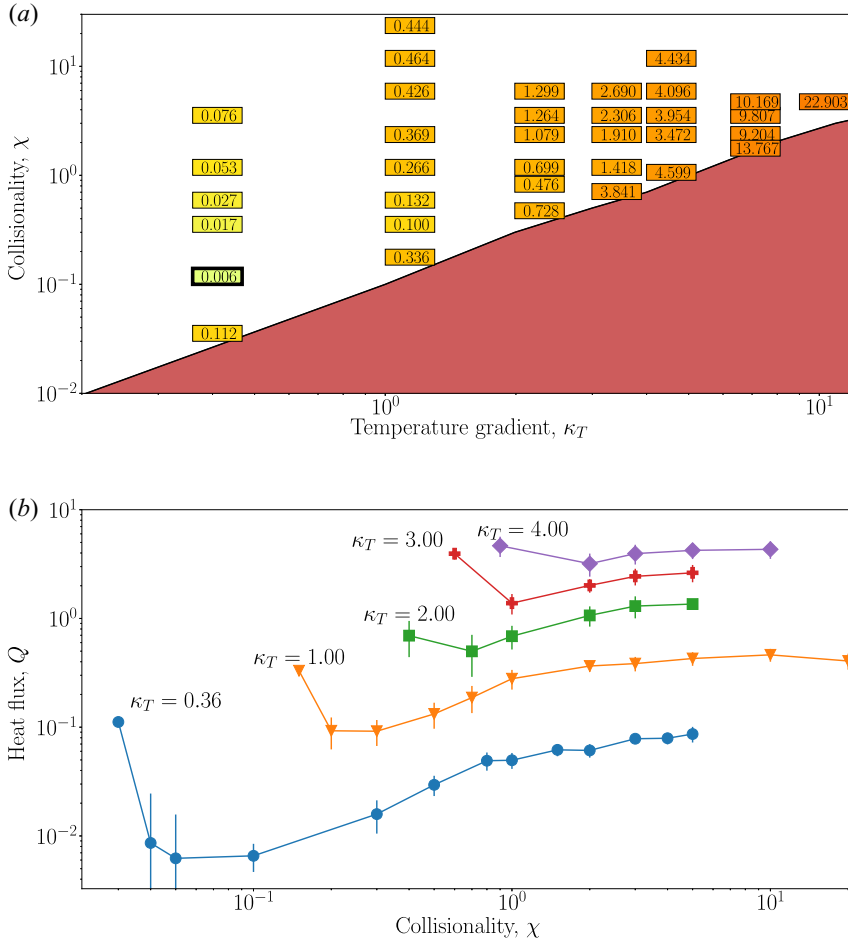 (a)
0.444
0.464
4.434
10^1
0.426 1.299 2.690 4.096
10.169 22.903
0.076 1.264 2.306 3.954 9.807
0.369 1.079 1.910 3.472 9.204
13.767
0.053 0.266 0.699 1.418
4.599
10^0
0.476
3.841
0.027 0.132
0.728
0.017 0.100
0.336
0.006
10^-1
0.112
10^-2
Collisionality, χ
10^0 10^1
Temperature gradient, κ_T
(b)
10^1
κ_T = 3.00 κ_T = 4.00
κ_T = 2.00
10^0
κ_T = 1.00
κ_T = 0.36
10^-1
10^-2
Heat flux, Q
10^-1 10^0 10^1
Collisionality, χ